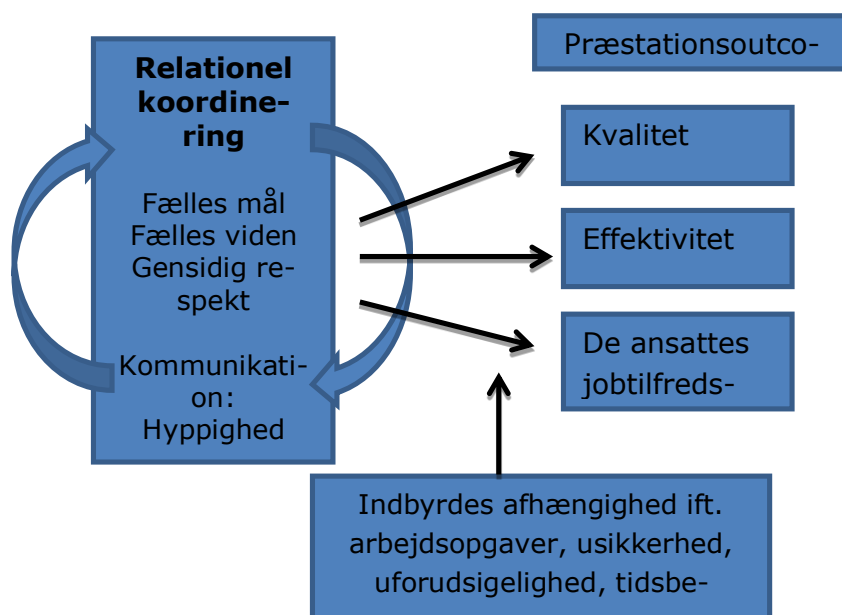 Relationel
koordine-
ring
Fælles mål
Fælles viden
Gensidig re-
spekt
Kommunikati-
on:
Hyppighed
Præstationsoutco-
Kvalitet
Effektivitet
De ansattes
jobtilfreds-
Indbyrdes afhængighed ift.
arbejdsopgaver, usikkerhed,
uforudsigelighed, tidsbe-